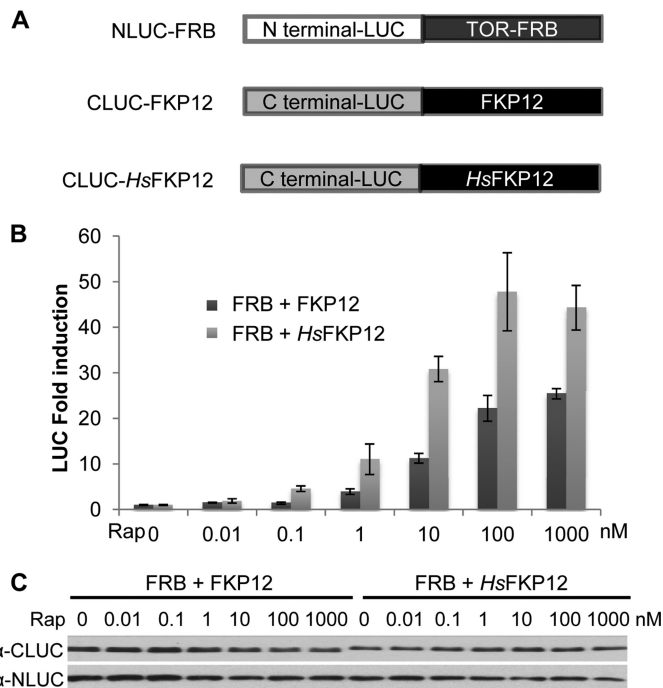 A
NLUC-FRB N terminal-LUC TOR-FRB
CLUC-FKP12 C terminal-LUC FKP12
CLUC-HsFKP12 C terminal-LUC HsFKP12
B
LUC Fold induction
60
50
40
30
20
10
0
FRB + FKP12
FRB + HsFKP12
Rap 0 0.01 0.1 1 10 100 1000 nM
C
FRB + FKP12 FRB + HsFKP12
Rap 0 0.01 0.1 1 10 100 1000 0 0.01 0.1 1 10 100 1000 nM
α-CLUC
α-NLUC